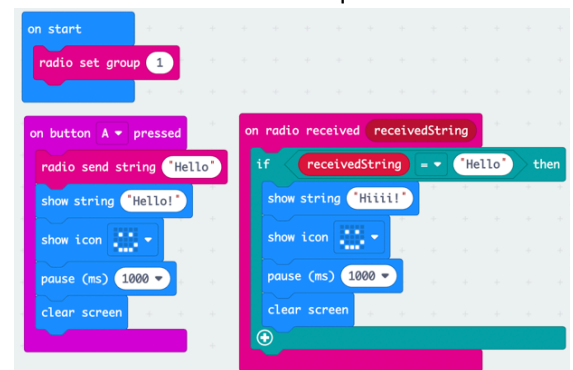 on start
radio set group 1
on button A pressed
radio send string "Hello"
show string "Hello!"
show icon
pause (ms) 1000
clear screen
on radio received receivedString
if receivedString = "Hello" then
show string "Hiiii!"
show icon
pause (ms) 1000
clear screen